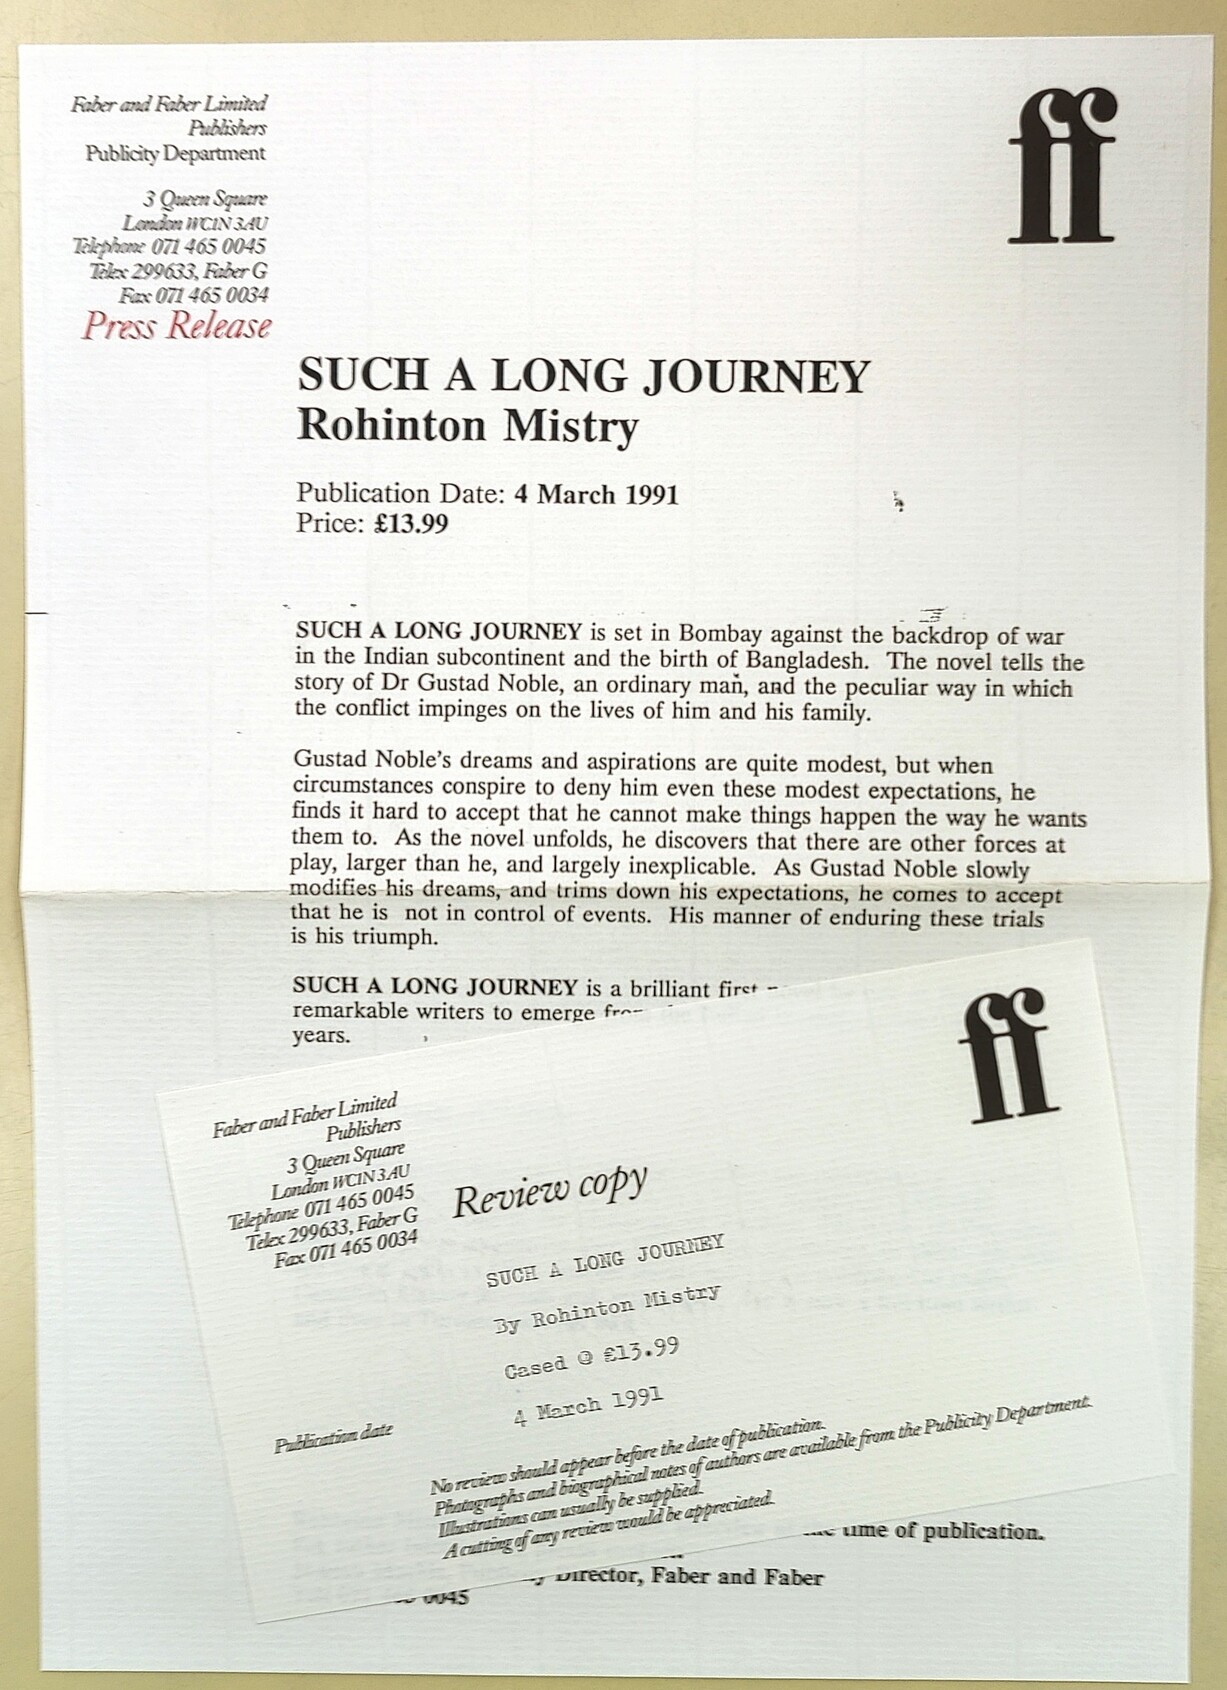 Faber and Faber Limited
Publishers
Publicity Department
3 Queen Square
London WC1N 3AU
Telephone 071 465 0045
Telex 299633, Faber G
Fax 071 465 0034
Press Release
ff
SUCH A LONG JOURNEY
Rohinton Mistry
Publication Date: 4 March 1991
Price: £13.99
SUCH A LONG JOURNEY is set in Bombay against the backdrop of war
in the Indian subcontinent and the birth of Bangladesh. The novel tells the
story of Dr Gustad Noble, an ordinary man, and the peculiar way in which
the conflict impinges on the lives of him and his family.
Gustad Noble's dreams and aspirations are quite modest, but when
circumstances conspire to deny him even these modest expectations, he
finds it hard to accept that he cannot make things happen the way he wants
them to. As the novel unfolds, he discovers that there are other forces at
play, larger than he, and largely inexplicable. As Gustad Noble slowly
modifies his dreams, and trims down his expectations, he comes to accept
that he is not in control of events. His manner of enduring these trials
is his triumph.
SUCH A LONG JOURNEY is a brilliant first
remarkable writers to emerge from
years.
ff
Faber and Faber Limited
Publishers
3 Queen Square
London WC1N 3AU
Telephone 071 465 0045
Telex 299633, Faber G
Fax 071 465 0034
Review copy
SUCH A LONG JOURNEY
By Rohinton Mistry
Cased @ £13.99
4 March 1991
Publication date
No review should appear before the date of publication.
Photographs and biographical notes of authors are available from the Publicity Department.
Illustrations can usually be supplied.
A cutting of any review would be appreciated.
time of publication.
Director, Faber and Faber
0045